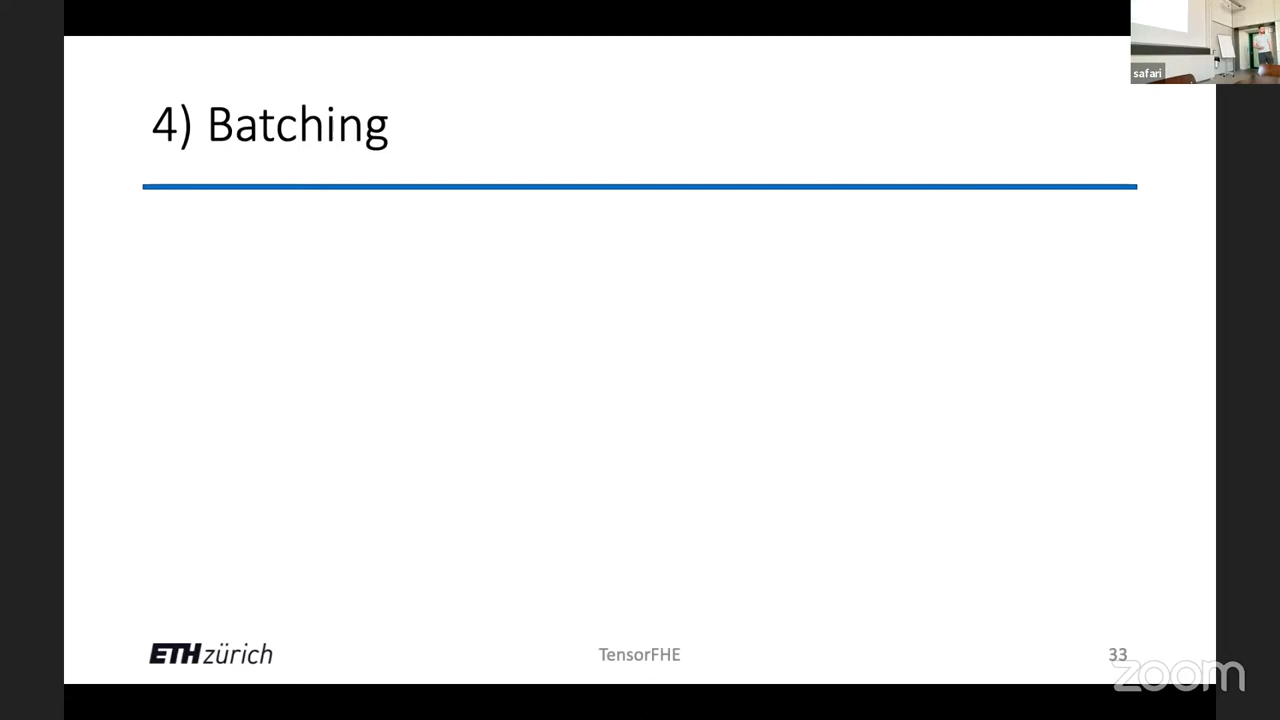 safari
4) Batching
ETH zürich
TensorFHE
33
zoom